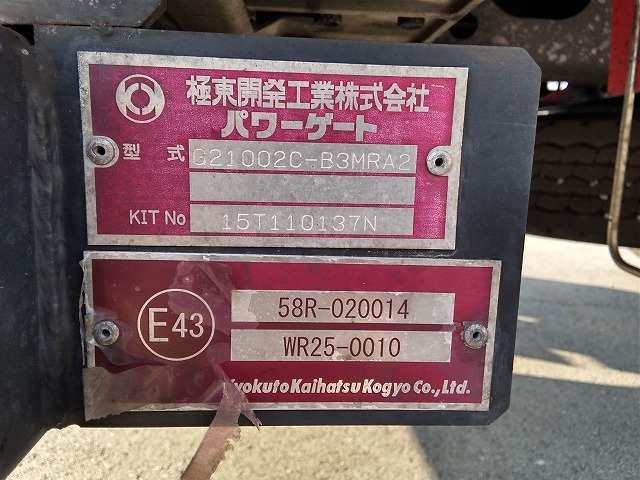 極東開発工業株式会社
パワーゲート
型式 G21002C-B3MRA2
KIT No 15T110137N
E43
58R-020014
WR25-0010
Kyokuto Kaihatsu Kogyo Co., Ltd.